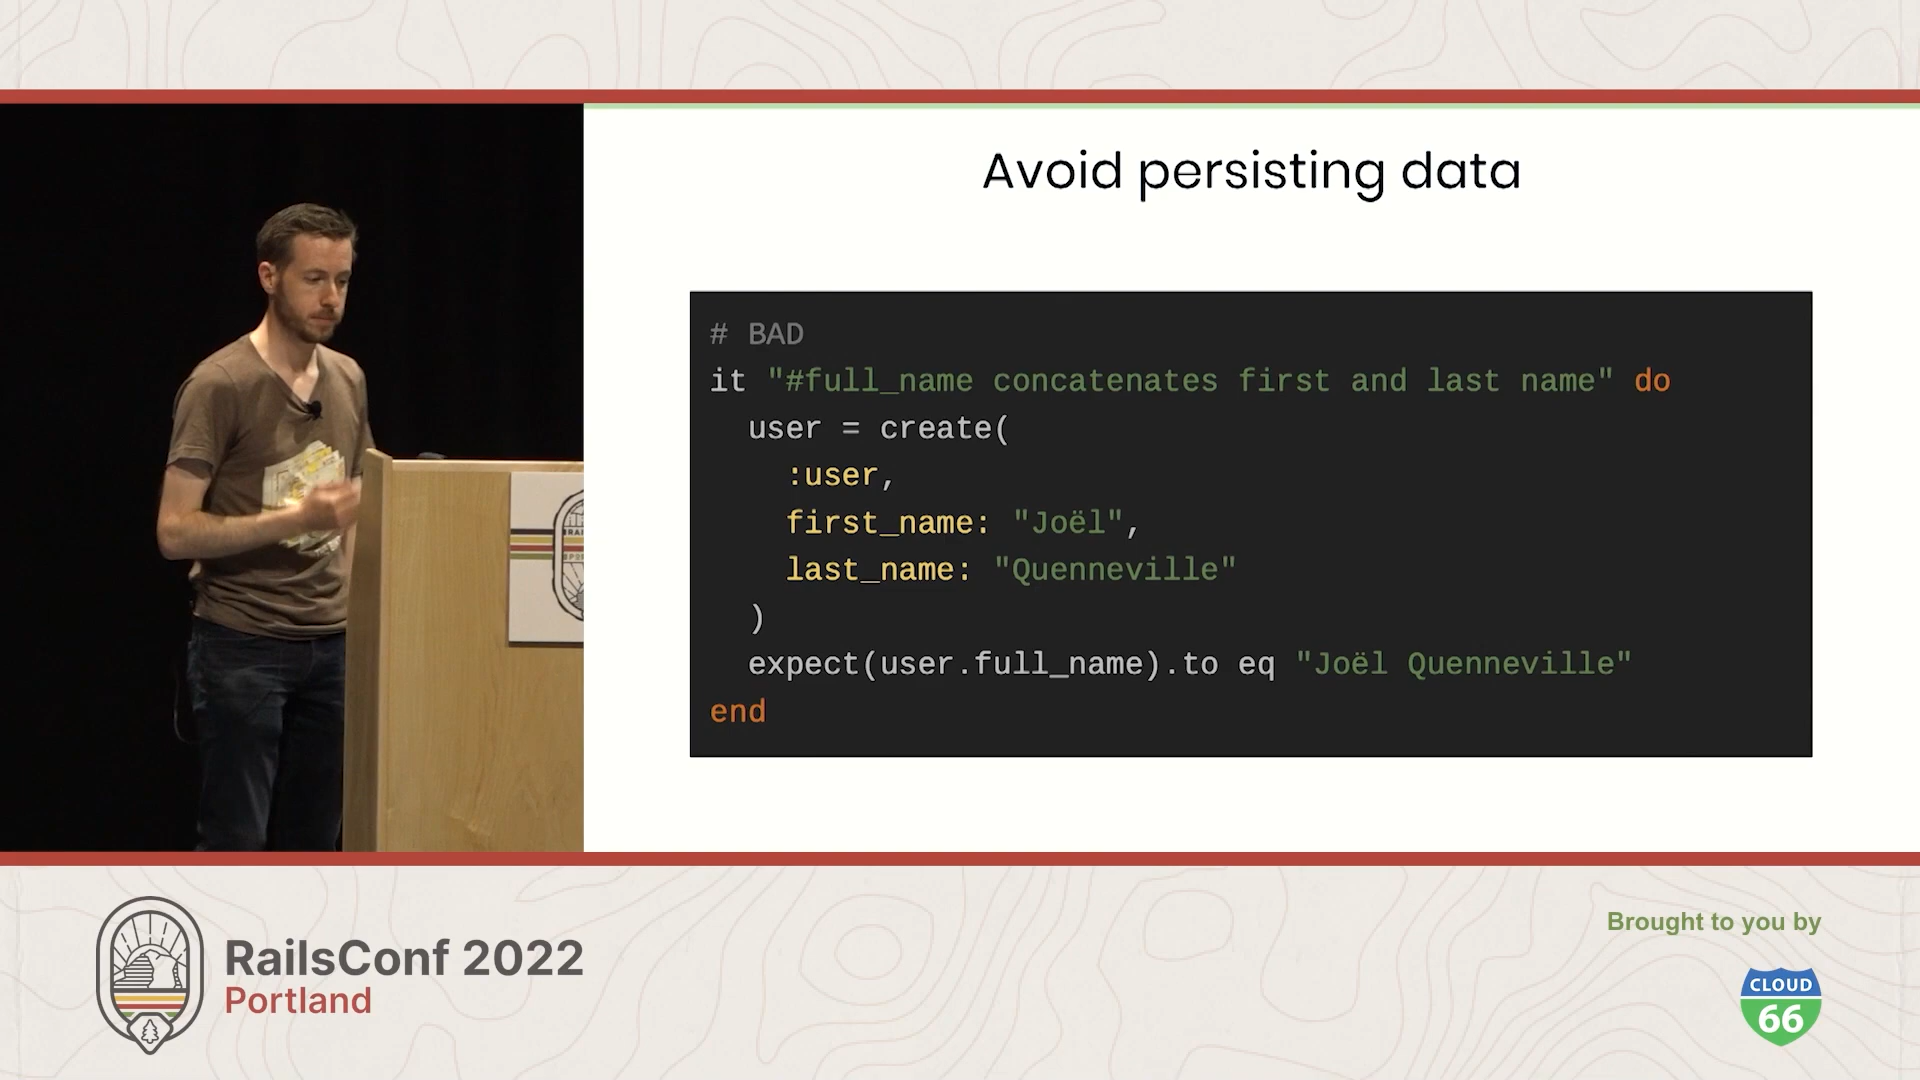 Avoid persisting data
# BAD
it "#full_name concatenates first and last name" do
  user = create(
    :user,
    first_name: "Joël",
    last_name: "Quenneville"
  )
  expect(user.full_name).to eq "Joël Quenneville"
end
RailsConf 2022
Portland
Brought to you by
CLOUD
66